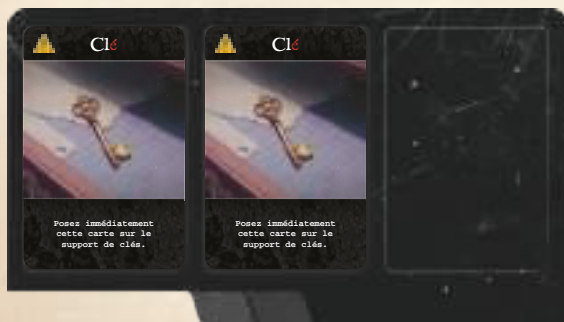 Clé
Posez immédiatement
cette carte sur le
support de clés.
Clé
Posez immédiatement
cette carte sur le
support de clés.